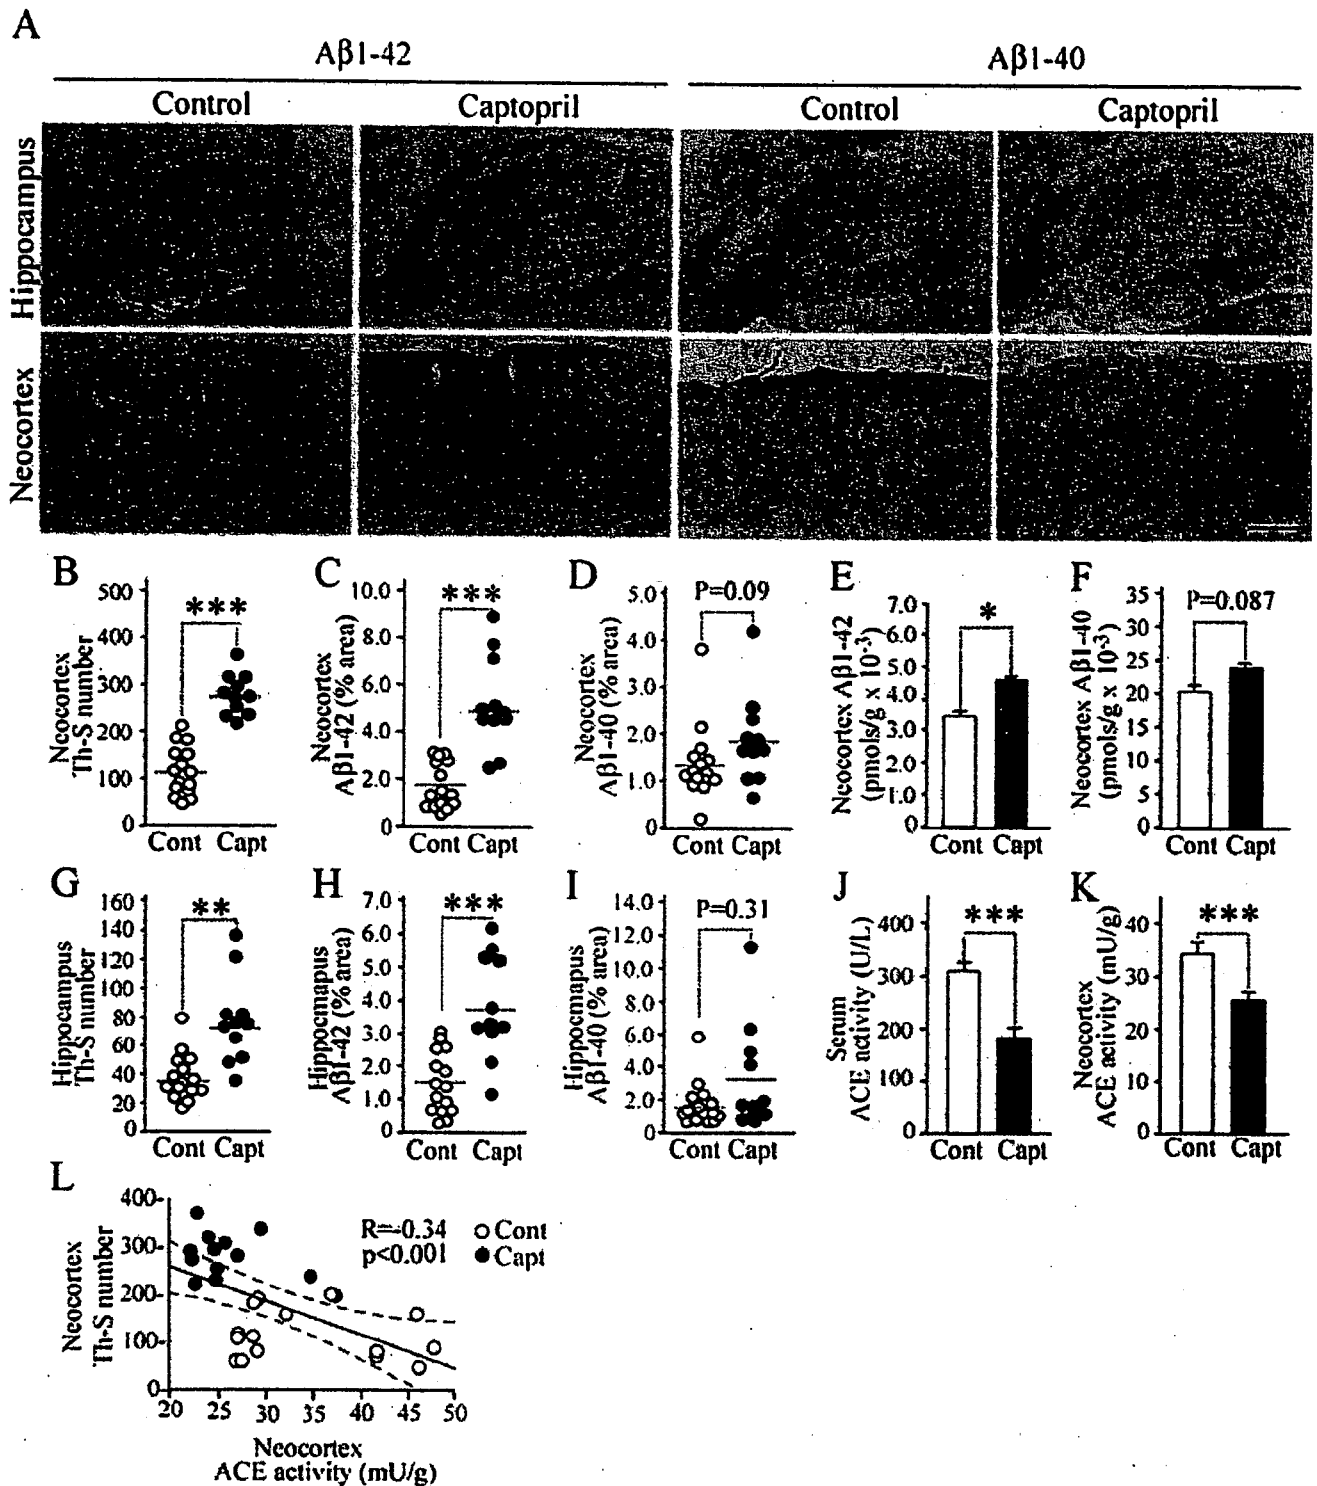 A
Aβ1-42
Aβ1-40
Control
Captopril
Control
Captopril
Hippocampus
Neocortex
B
Neocortex
Th-S number
500
400
300
200
100
0
***
Cont Capt
C
Neocortex
Aβ1-42 (% area)
10.0
8.0
6.0
4.0
2.0
0
***
Cont Capt
D
Neocortex
Aβ1-40 (% area)
5.0
4.0
3.0
2.0
1.0
0
P=0.09
Cont Capt
E
Neocortex Aβ1-42
(pmols/g x 10-3)
7.0
6.0
5.0
4.0
3.0
2.0
1.0
0
*
Cont Capt
F
Neocortex Aβ1-40
(pmols/g x 10-3)
35
30
25
20
15
10
5
0
P=0.087
Cont Capt
G
Hippocampus
Th-S number
160
140
120
100
80
60
40
20
0
**
Cont Capt
H
Hippocmapus
Aβ1-42 (% area)
7.0
6.0
5.0
4.0
3.0
2.0
1.0
0
***
Cont Capt
I
Hippocmapus
Aβ1-40 (% area)
14.0
12.0
10.0
8.0
6.0
4.0
2.0
0
P=0.31
Cont Capt
J
Serum
ACE activity (U/L)
400
300
200
100
0
***
Cont Capt
K
Neocortex
ACE activity (mU/g)
40
30
20
10
0
***
Cont Capt
L
Neocortex
Th-S number
400
300
200
100
0
R=-0.34
p<0.001
Cont
Capt
20 25 30 35 40 45 50
Neocortex
ACE activity (mU/g)